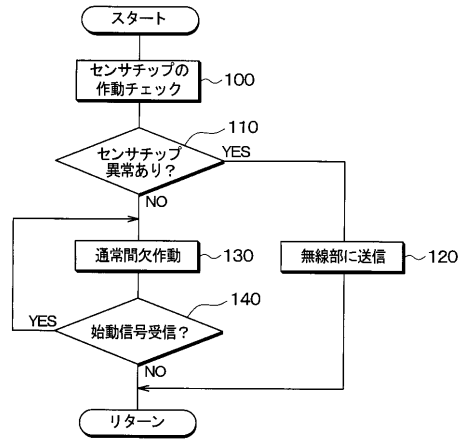 スタート
センサチップの
作動チェック
100
センサチップ
異常あり？
110
YES
NO
通常間欠作動
130
無線部に送信
120
始動信号受信？
140
YES
NO
リターン